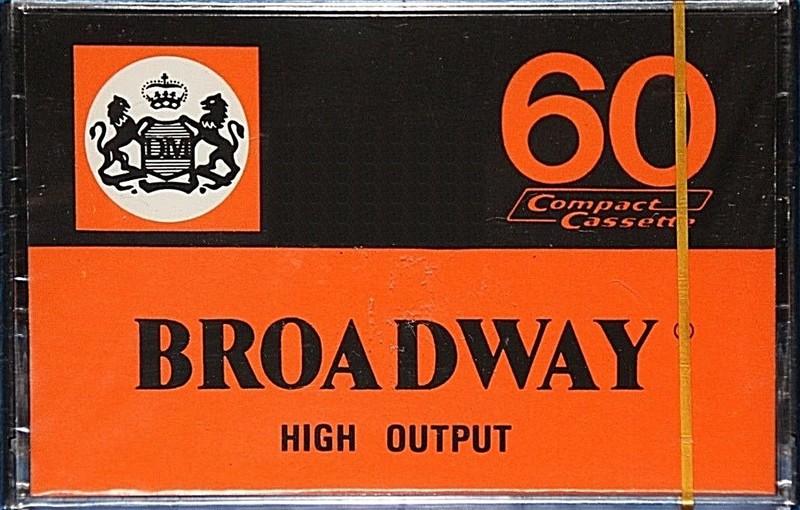 DM
60
Compact
Cassette
BROADWAY®
HIGH OUTPUT